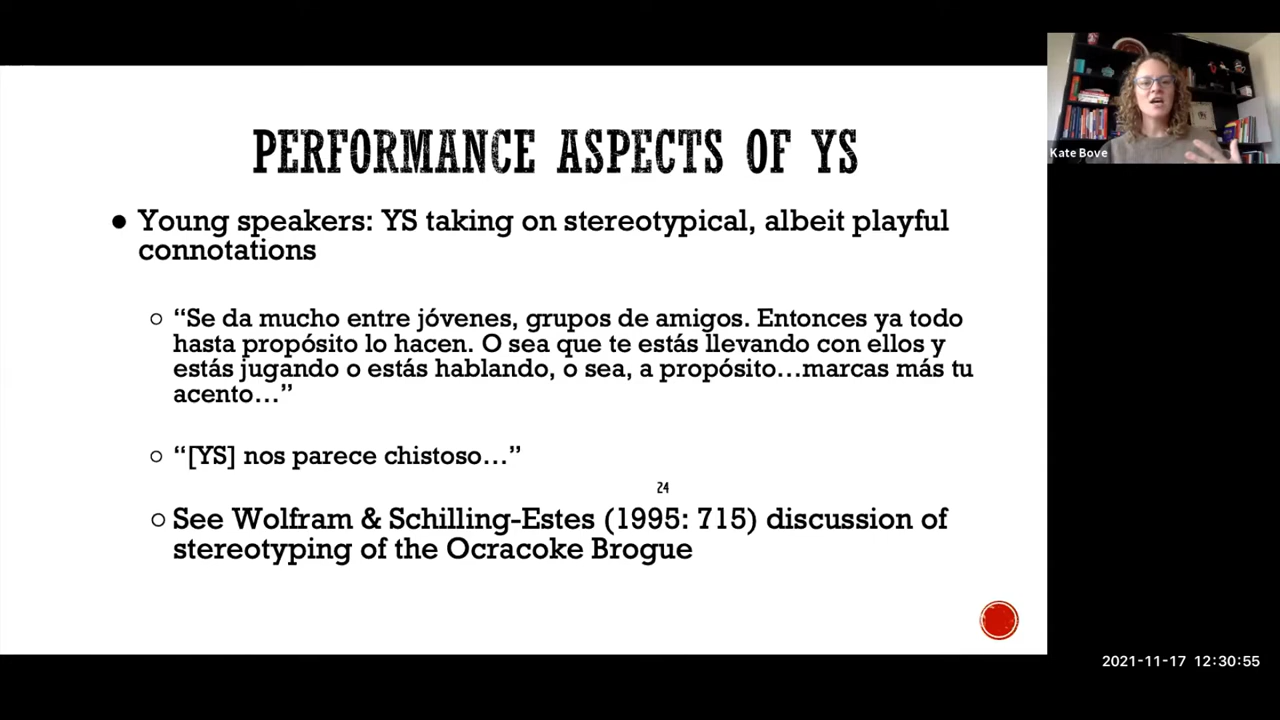 PERFORMANCE ASPECTS OF YS
● Young speakers: YS taking on stereotypical, albeit playful
connotations
○ “Se da mucho entre jóvenes, grupos de amigos. Entonces ya todo
hasta propósito lo hacen. O sea que te estás llevando con ellos y
estás jugando o estás hablando, o sea, a propósito…marcas más tu
acento…”
○ “[YS] nos parece chistoso…”
24
○ See Wolfram & Schilling-Estes (1995: 715) discussion of
stereotyping of the Ocracoke Brogue
Kate Bove
2021-11-17 12:30:55